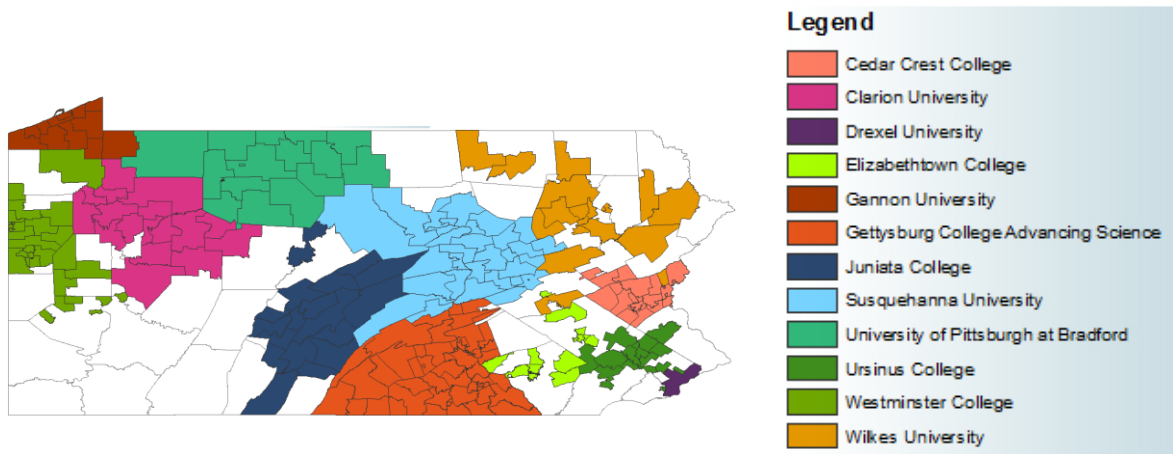 Legend
Cedar Crest College
Clarion University
Drexel University
Elizabethtown College
Gannon University
Gettysburg College Advancing Science
Juniata College
Susquehanna University
University of Pittsburgh at Bradford
Ursinus College
Westminster College
Wilkes University